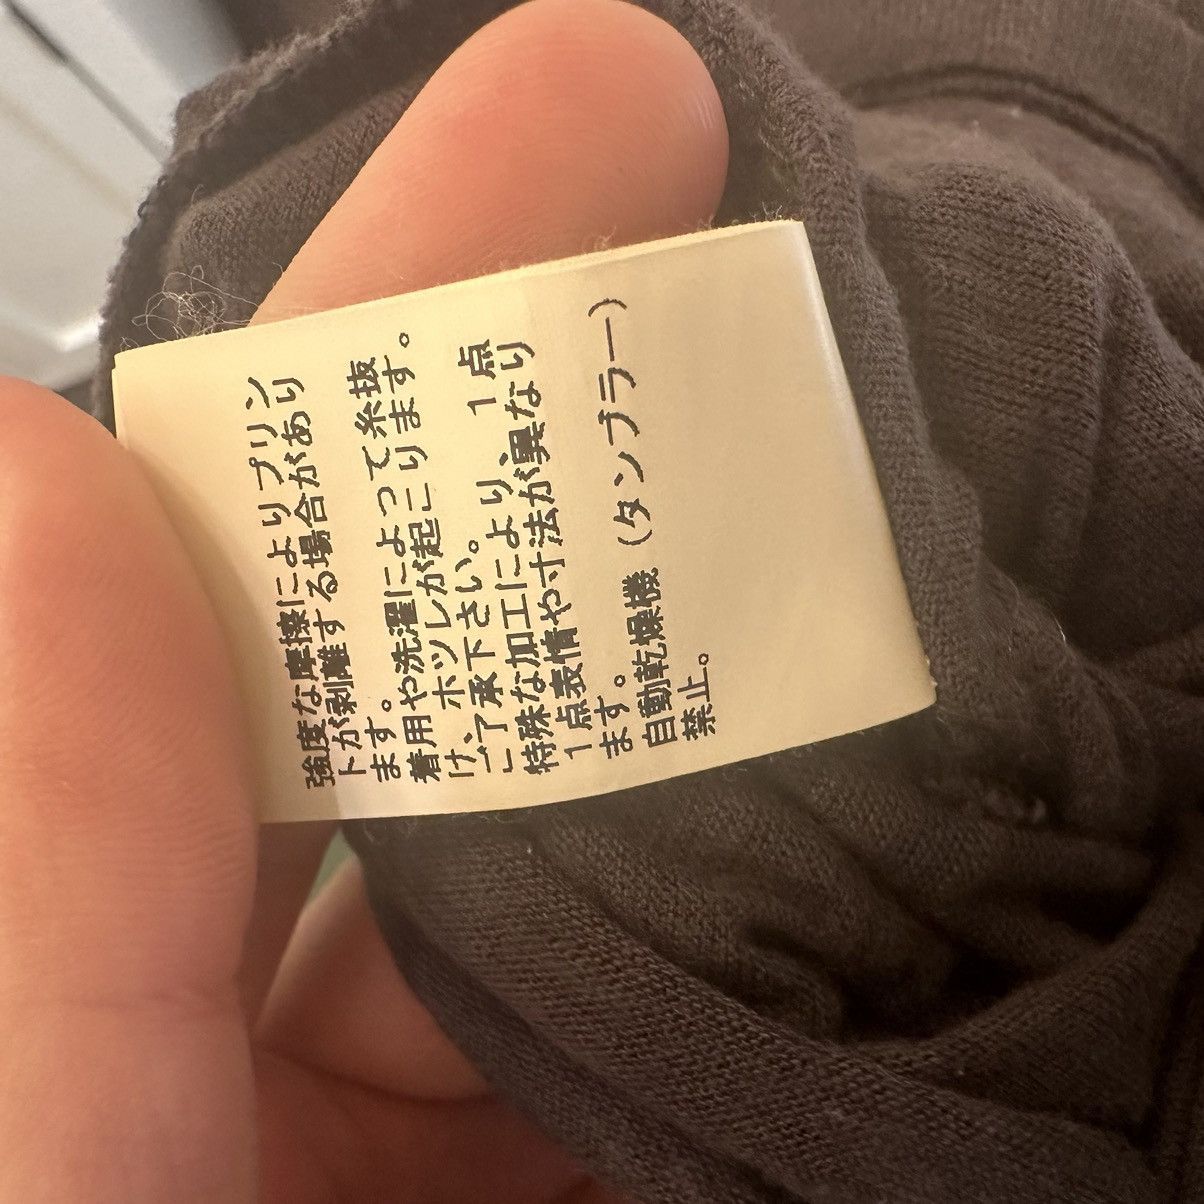 強度な摩擦によりプリン
トが剥離する場合があり
ます。
着用や洗濯によって糸抜
け、ホツレが起こります。
ご了承下さい。
特殊な加工により、1点
1点表情や寸法が異なり
ます。
自動乾燥機（タンブラー）
禁止。